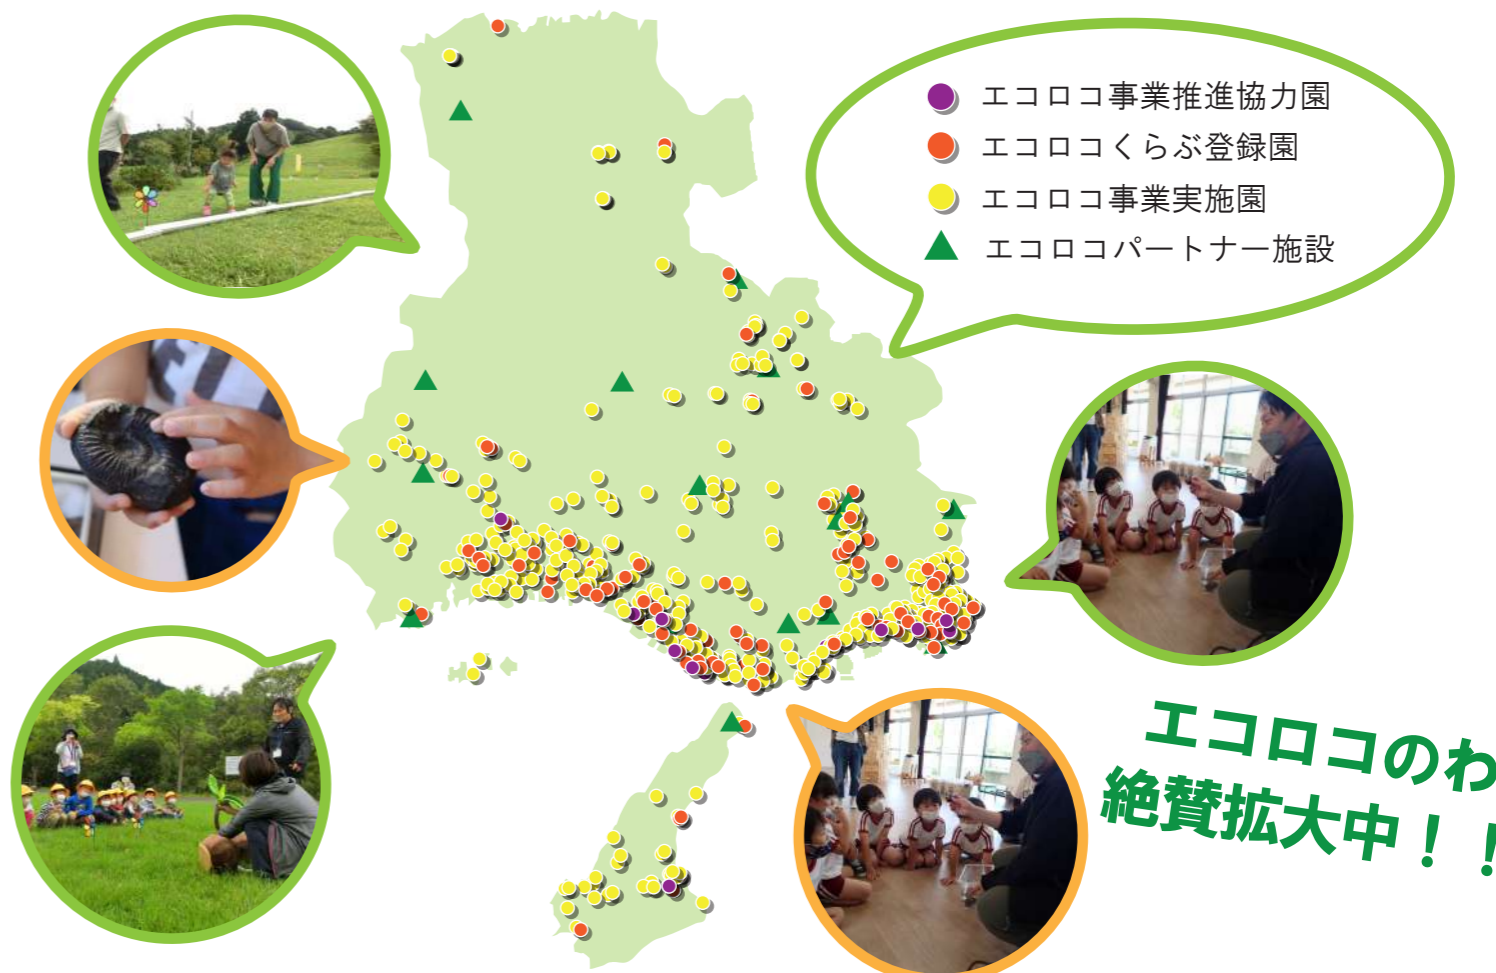 エコロコ事業推進協力園
エコロコくらぶ登録園
エコロコ事業実施園
エコロコパートナー施設
エコロコのわ
絶賛拡大中！！